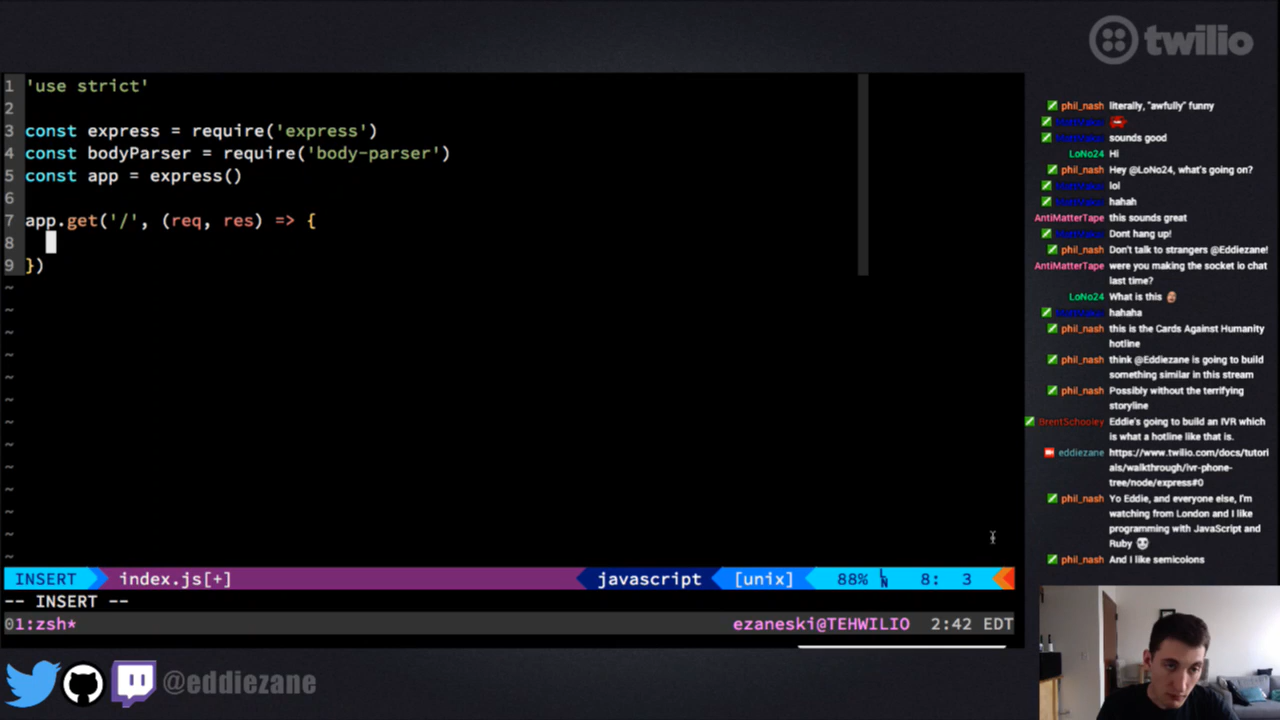 twilio
1 'use strict'
2
3 const express = require('express')
4 const bodyParser = require('body-parser')
5 const app = express()
6
7 app.get('/', (req, res) => {
8
9 })
~
~
~
~
~
~
~
~
~
~
~
~
~
INSERT index.js[+] javascript [unix] 88% 8: 3
-- INSERT --
01:zsh* ezaneski@TEHWILIO 2:42 EDT
@eddiezane
phil_nash literally, "awfully" funny
sounds good
LoNo24 Hi
phil_nash Hey @LoNo24, what's going on?
lol
hahah
AntiMatterTape this sounds great
Dont hang up!
phil_nash Don't talk to strangers @Eddiezane!
AntiMatterTape were you making the socket io chat
last time?
LoNo24 What is this
hahaha
phil_nash this is the Cards Against Humanity
hotline
phil_nash think @Eddiezane is going to build
something similar in this stream
phil_nash Possibly without the terrifying
storyline
BrentSchooley Eddie's going to build an IVR which
is what a hotline like that is.
eddiezane https://www.twilio.com/docs/tutori
als/walkthrough/ivr-phone-
tree/node/express#0
phil_nash Yo Eddie, and everyone else, I'm
watching from London and I like
programming with JavaScript and
Ruby
phil_nash And I like semicolons